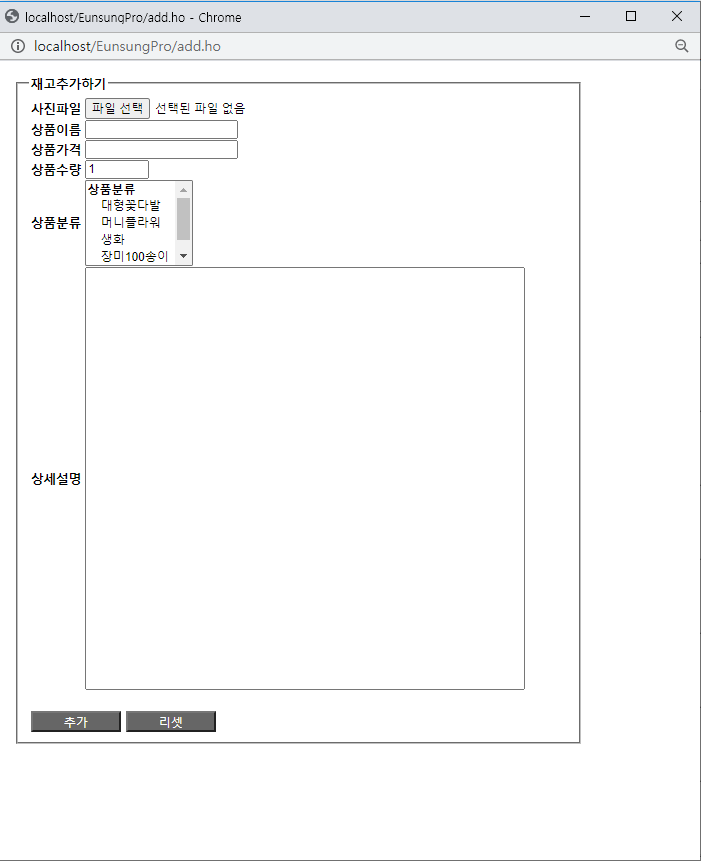 localhost/EunsungPro/add.ho - Chrome
localhost/EunsungPro/add.ho
재고추가하기
사진파일 파일 선택 선택된 파일 없음
상품이름
상품가격
상품수량 1
상품분류
대형꽃다발
머니플라워
상품분류
생화
장미100송이
상세설명
추가 리셋